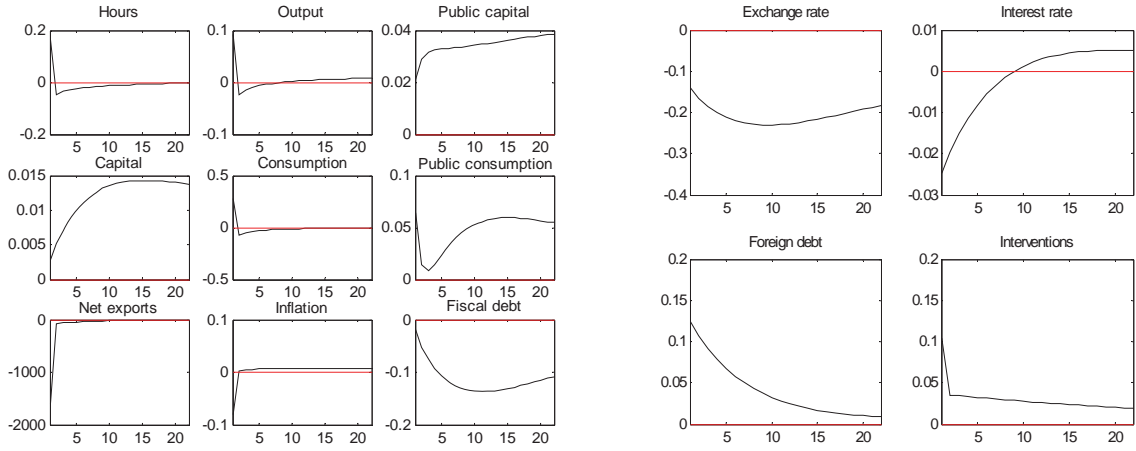 Hours
0.2
0
-0.2
5 10 15 20
Output
0.1
0
-0.1
5 10 15 20
Public capital
0.04
0.02
0
5 10 15 20
Capital
0.015
0.01
0.005
0
5 10 15 20
Consumption
0.5
0
-0.5
5 10 15 20
Public consumption
0.1
0.05
0
5 10 15 20
Net exports
0
-1000
-2000
5 10 15 20
Inflation
0.1
0
-0.1
5 10 15 20
Fiscal debt
0
-0.1
-0.2
5 10 15 20
Exchange rate
0
-0.1
-0.2
-0.3
-0.4
5 10 15 20
Interest rate
0.01
0
-0.01
-0.02
-0.03
5 10 15 20
Foreign debt
0.2
0.15
0.1
0.05
0
5 10 15 20
Interventions
0.2
0.15
0.1
0.05
0
5 10 15 20